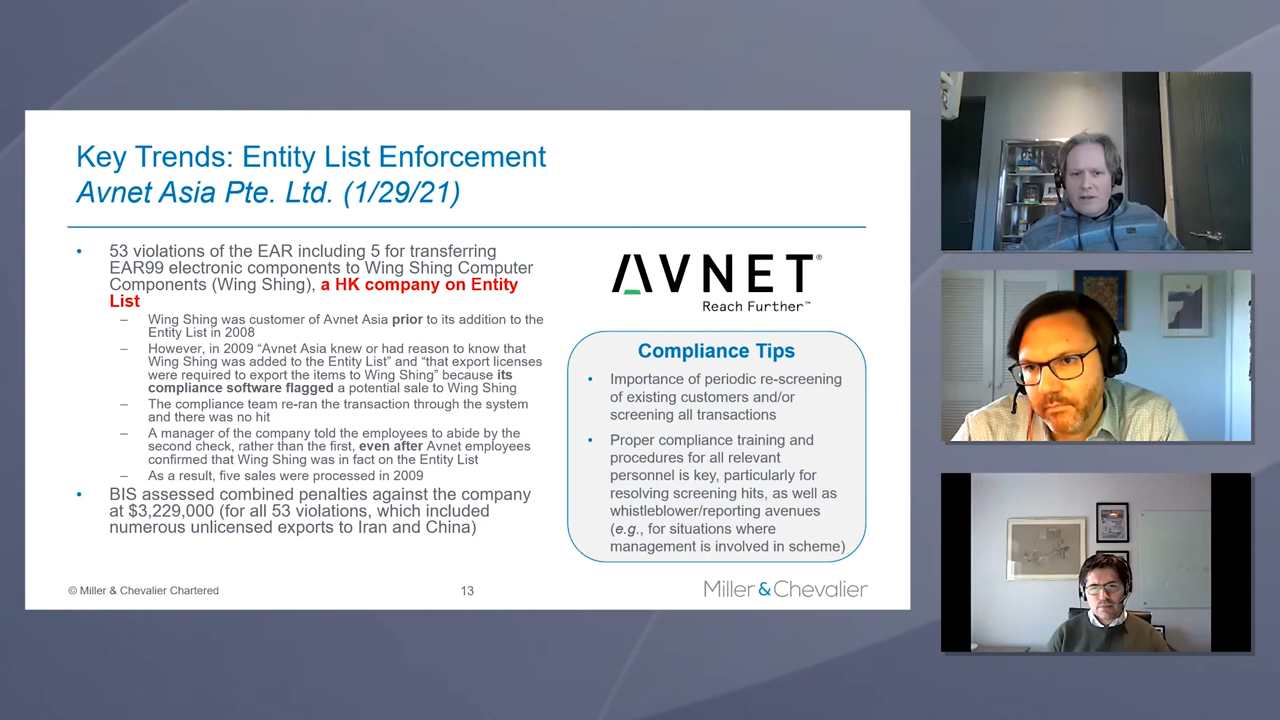 Key Trends: Entity List Enforcement
Avnet Asia Pte. Ltd. (1/29/21)
• 53 violations of the EAR including 5 for transferring
EAR99 electronic components to Wing Shing Computer
Components (Wing Shing), a HK company on Entity
List
– Wing Shing was customer of Avnet Asia prior to its addition to the
Entity List in 2008
– However, in 2009 “Avnet Asia knew or had reason to know that
Wing Shing was added to the Entity List” and “that export licenses
were required to export the items to Wing Shing” because its
compliance software flagged a potential sale to Wing Shing
– The compliance team re-ran the transaction through the system
and there was no hit
– A manager of the company told the employees to abide by the
second check, rather than the first, even after Avnet employees
confirmed that Wing Shing was in fact on the Entity List
– As a result, five sales were processed in 2009
• BIS assessed combined penalties against the company
at $3,229,000 (for all 53 violations, which included
numerous unlicensed exports to Iran and China)
AVNET®
Reach Further™
Compliance Tips
• Importance of periodic re-screening
of existing customers and/or
screening all transactions
• Proper compliance training and
procedures for all relevant
personnel is key, particularly for
resolving screening hits, as well as
whistleblower/reporting avenues
(e.g., for situations where
management is involved in scheme)
© Miller & Chevalier Chartered
13
Miller&Chevalier